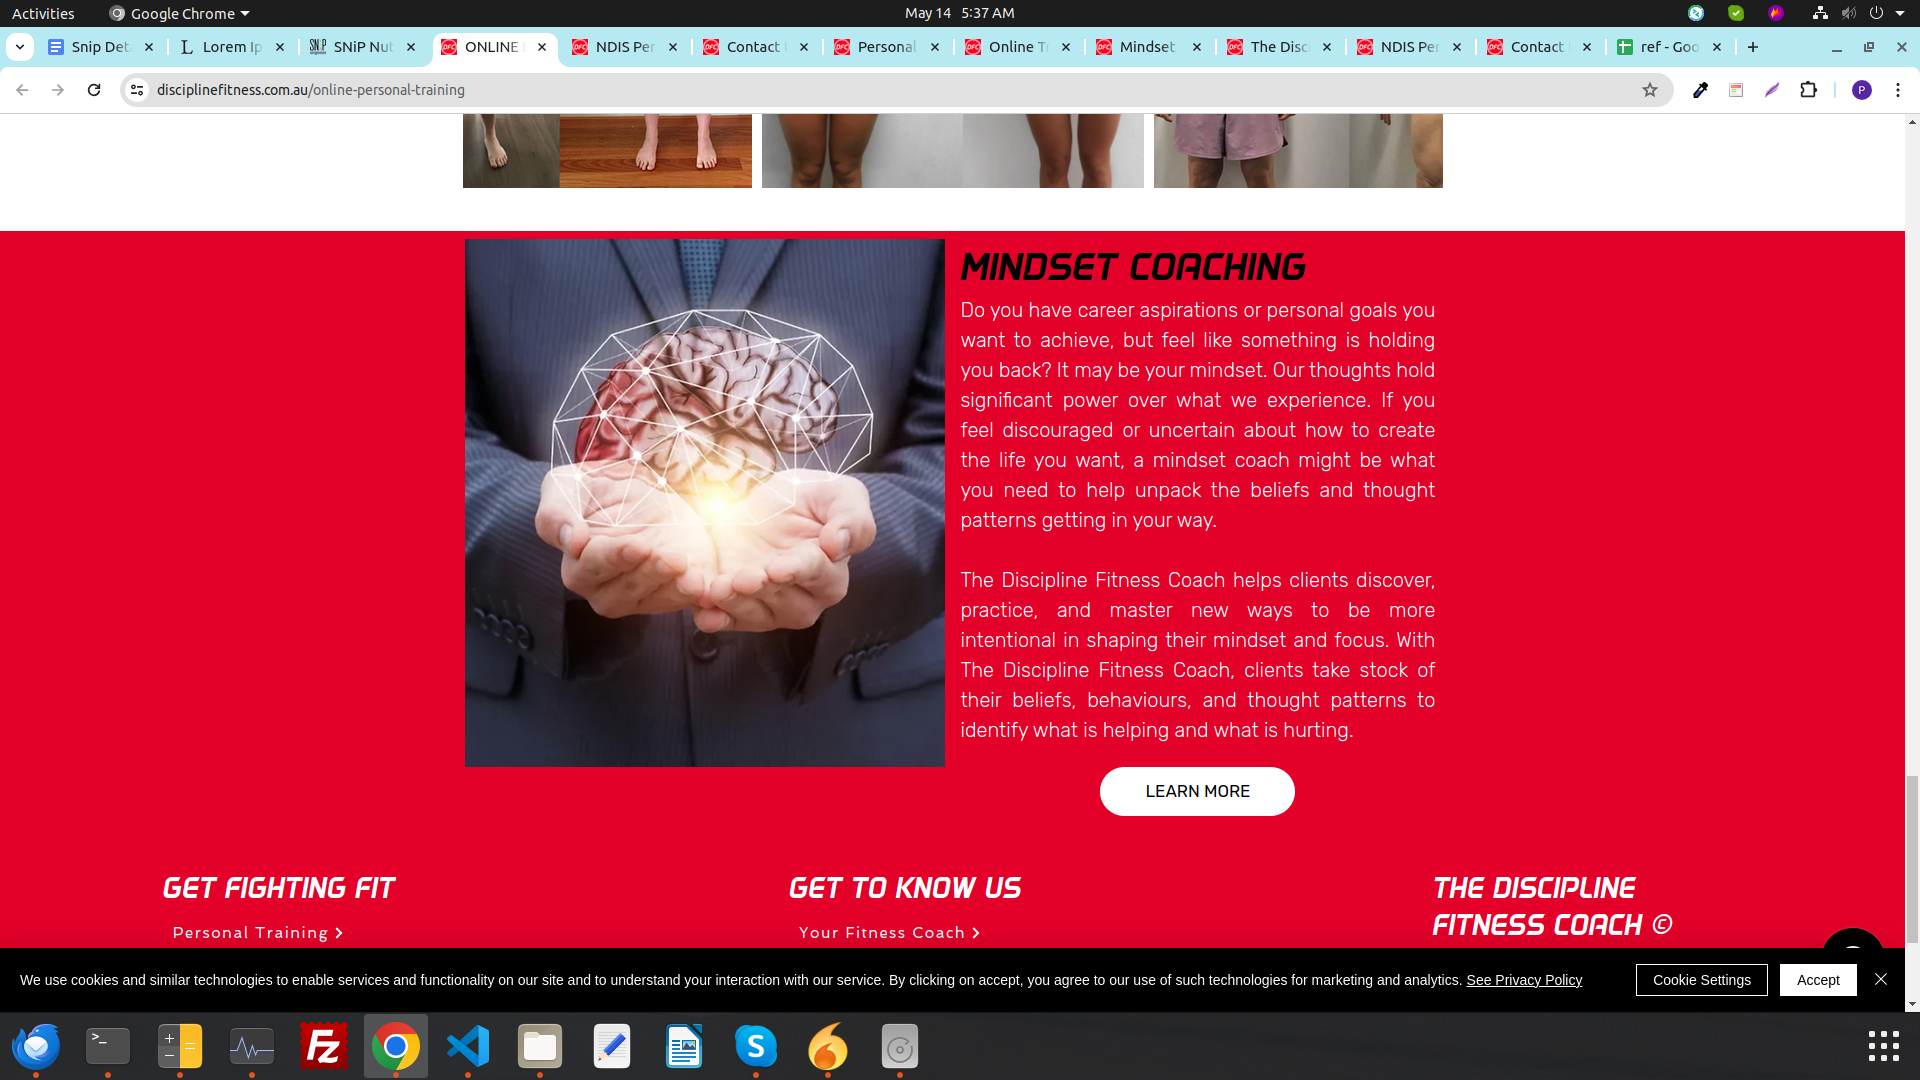 Activities
Google Chrome
May 14 5:37 AM
Snip Det
Lorem Ip
SNiP Nut
ONLINE
NDIS Per
Contact
Personal
Online T
Mindset
The Disc
NDIS Per
Contact
ref - Goo
disciplinefitness.com.au/online-personal-training
P
MINDSET COACHING
Do you have career aspirations or personal goals you
want to achieve, but feel like something is holding
you back? It may be your mindset. Our thoughts hold
significant power over what we experience. If you
feel discouraged or uncertain about how to create
the life you want, a mindset coach might be what
you need to help unpack the beliefs and thought
patterns getting in your way.
The Discipline Fitness Coach helps clients discover,
practice, and master new ways to be more
intentional in shaping their mindset and focus. With
The Discipline Fitness Coach, clients take stock of
their beliefs, behaviours, and thought patterns to
identify what is helping and what is hurting.
LEARN MORE
GET FIGHTING FIT
Personal Training
GET TO KNOW US
Your Fitness Coach
THE DISCIPLINE
FITNESS COACH ©
We use cookies and similar technologies to enable services and functionality on our site and to understand your interaction with our service. By clicking on accept, you agree to our use of such technologies for marketing and analytics. See Privacy Policy
Cookie Settings
Accept